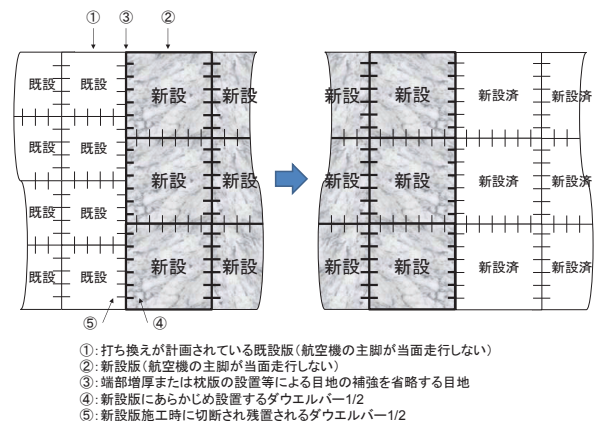 ① ③ ②
既設 既設 新設 新設 新設 新設 新設済 新設済
既設 既設
新設 新設 新設 新設 新設済 新設済
既設 既設
既設 既設 新設 新設 新設 新設 新設済 新設済
⑤ ④
①:打ち換えが計画されている既設版(航空機の主脚が当面走行しない)
②:新設版(航空機の主脚が当面走行しない)
③:端部増厚または枕版の設置等による目地の補強を省略する目地
④:新設版にあらかじめ設置するダウエルバー1/2
⑤:新設版施工時に切断され残置されるダウエルバー1/2